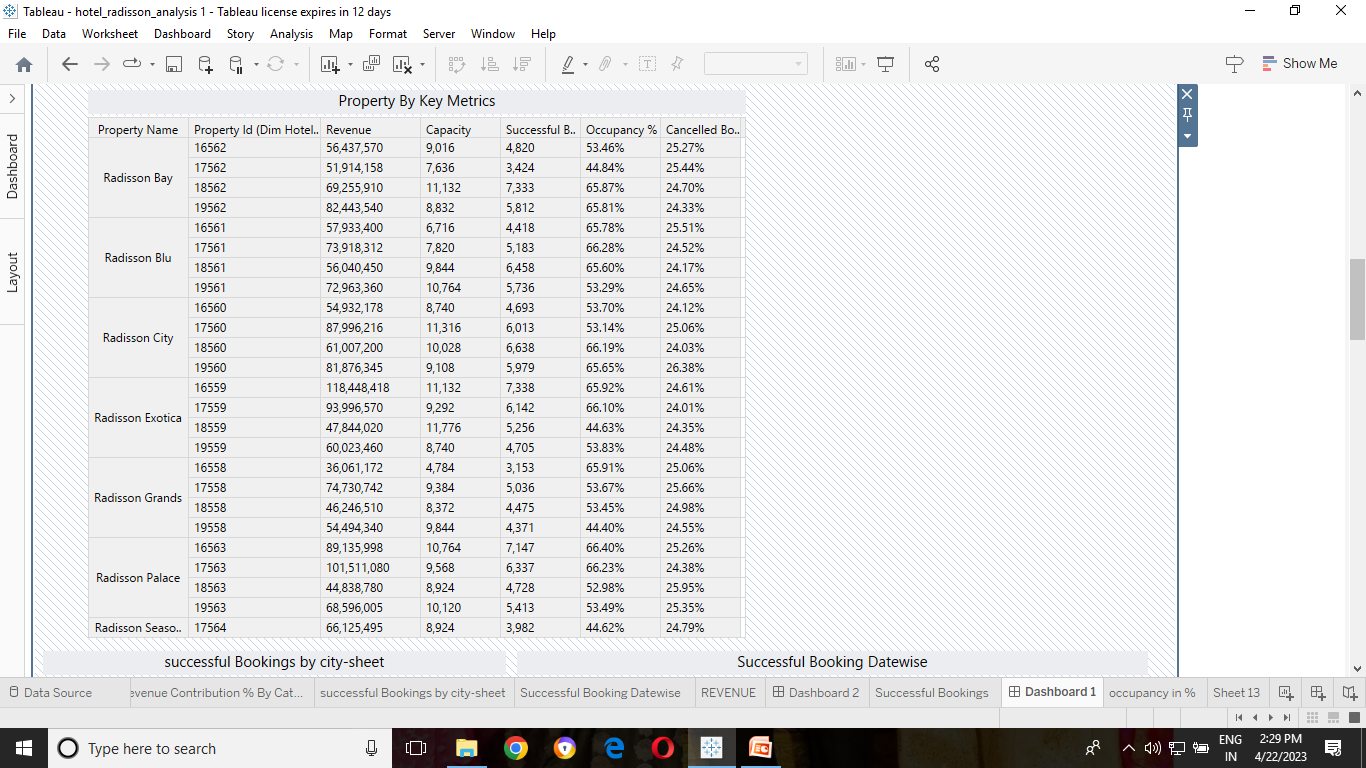 Tableau - hotel_radisson_analysis 1 - Tableau license expires in 12 days
File Data Worksheet Dashboard Story Analysis Map Format Server Window Help
Show Me
Dashboard
Layout
Property By Key Metrics
Property Name Property Id (Dim Hotel.. Revenue Capacity Successful B.. Occupancy % Cancelled Bo..
Radisson Bay
16562 56,437,570 9,016 4,820 53.46% 25.27%
17562 51,914,158 7,636 3,424 44.84% 25.44%
18562 69,255,910 11,132 7,333 65.87% 24.70%
19562 82,443,540 8,832 5,812 65.81% 24.33%
Radisson Blu
16561 57,933,400 6,716 4,418 65.78% 25.51%
17561 73,918,312 7,820 5,183 66.28% 24.52%
18561 56,040,450 9,844 6,458 65.60% 24.17%
19561 72,963,360 10,764 5,736 53.29% 24.65%
Radisson City
16560 54,932,178 8,740 4,693 53.70% 24.12%
17560 87,996,216 11,316 6,013 53.14% 25.06%
18560 61,007,200 10,028 6,638 66.19% 24.03%
19560 81,876,345 9,108 5,979 65.65% 26.38%
Radisson Exotica
16559 118,448,418 11,132 7,338 65.92% 24.61%
17559 93,996,570 9,292 6,142 66.10% 24.01%
18559 47,844,020 11,776 5,256 44.63% 24.35%
19559 60,023,460 8,740 4,705 53.83% 24.48%
Radisson Grands
16558 36,061,172 4,784 3,153 65.91% 25.06%
17558 74,730,742 9,384 5,036 53.67% 25.66%
18558 46,246,510 8,372 4,475 53.45% 24.98%
19558 54,494,340 9,844 4,371 44.40% 24.55%
Radisson Palace
16563 89,135,998 10,764 7,147 66.40% 25.26%
17563 101,511,080 9,568 6,337 66.23% 24.38%
18563 44,838,780 8,924 4,728 52.98% 25.95%
19563 68,596,005 10,120 5,413 53.49% 25.35%
Radisson Seaso.. 17564 66,125,495 8,924 3,982 44.62% 24.79%
successful Bookings by city-sheet Successful Booking Datewise
Data Source evenue Contribution % By Cat... successful Bookings by city-sheet Successful Booking Datewise REVENUE Dashboard 2 Successful Bookings Dashboard 1 occupancy in % Sheet 13
Type here to search
ENG
IN
2:29 PM
4/22/2023